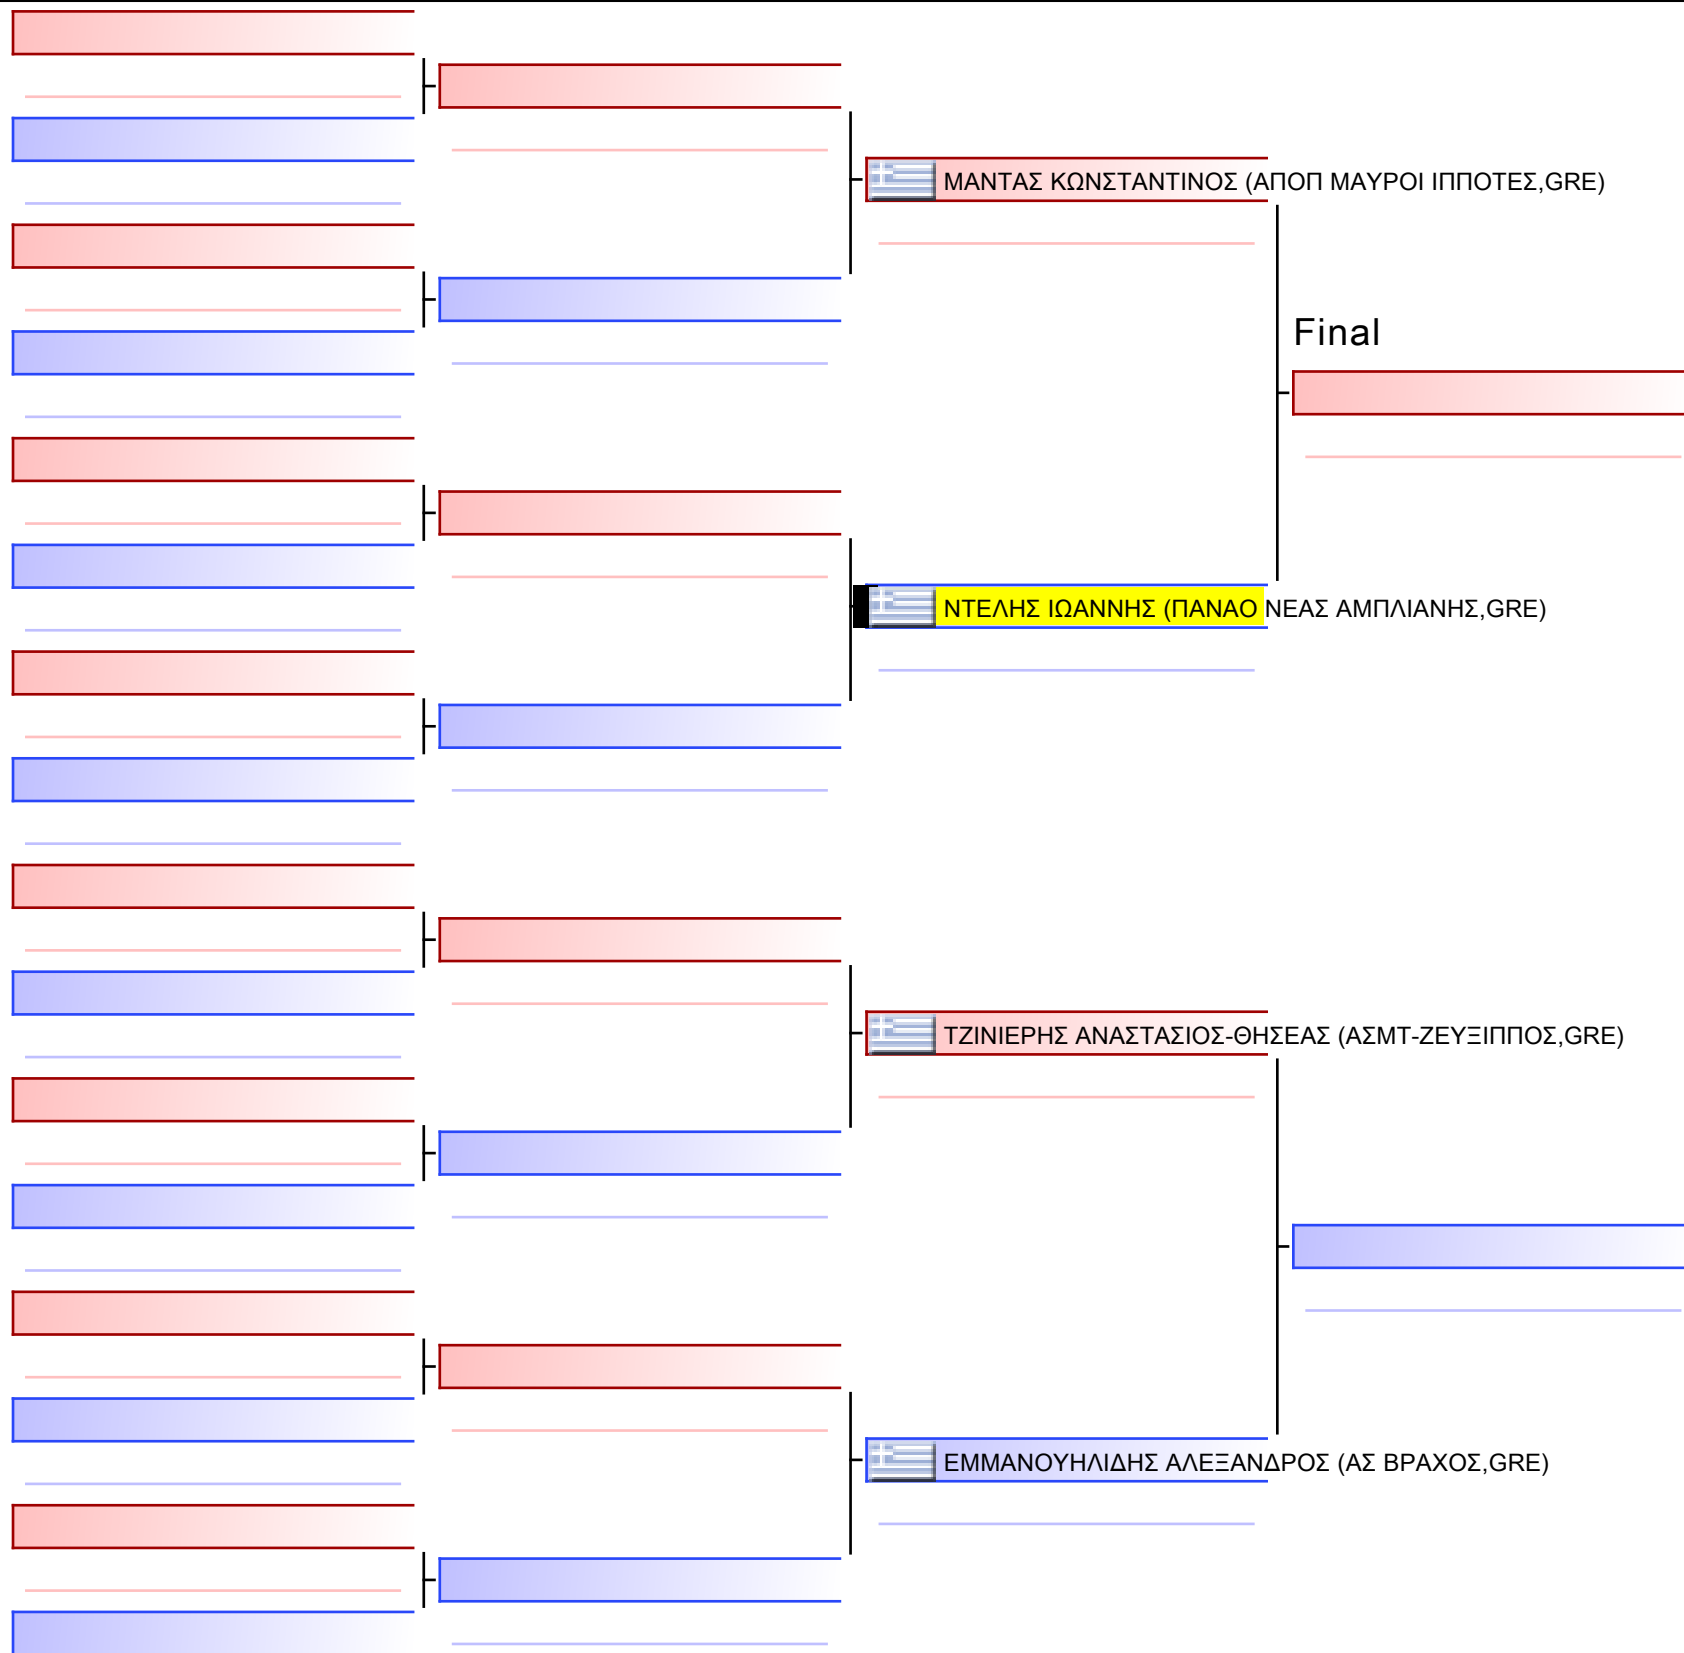 ΜΑΝΤΑΣ ΚΩΝΣΤΑΝΤΙΝΟΣ (ΑΠΟΠ ΜΑΥΡΟΙ ΙΠΠΟΤΕΣ,GRE)
Final
ΝΤΕΛΗΣ ΙΩΑΝΝΗΣ (ΠΑΝΑΟ ΝΕΑΣ ΑΜΠΛΙΑΝΗΣ,GRE)
ΤΖΙΝΙΕΡΗΣ ΑΝΑΣΤΑΣΙΟΣ-ΘΗΣΕΑΣ (ΑΣΜΤ-ΖΕΥΞΙΠΠΟΣ,GRE)
ΕΜΜΑΝΟΥΗΛΙΔΗΣ ΑΛΕΞΑΝΔΡΟΣ (ΑΣ ΒΡΑΧΟΣ,GRE)